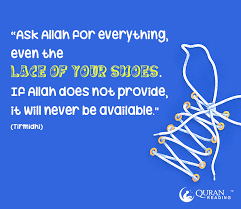 “Ask Allah for everything,
even the
LACE OF YOUR SHOES.
If Allah does not provide,
it will never be available.”
(Tirmidhi)
QURAN
READING